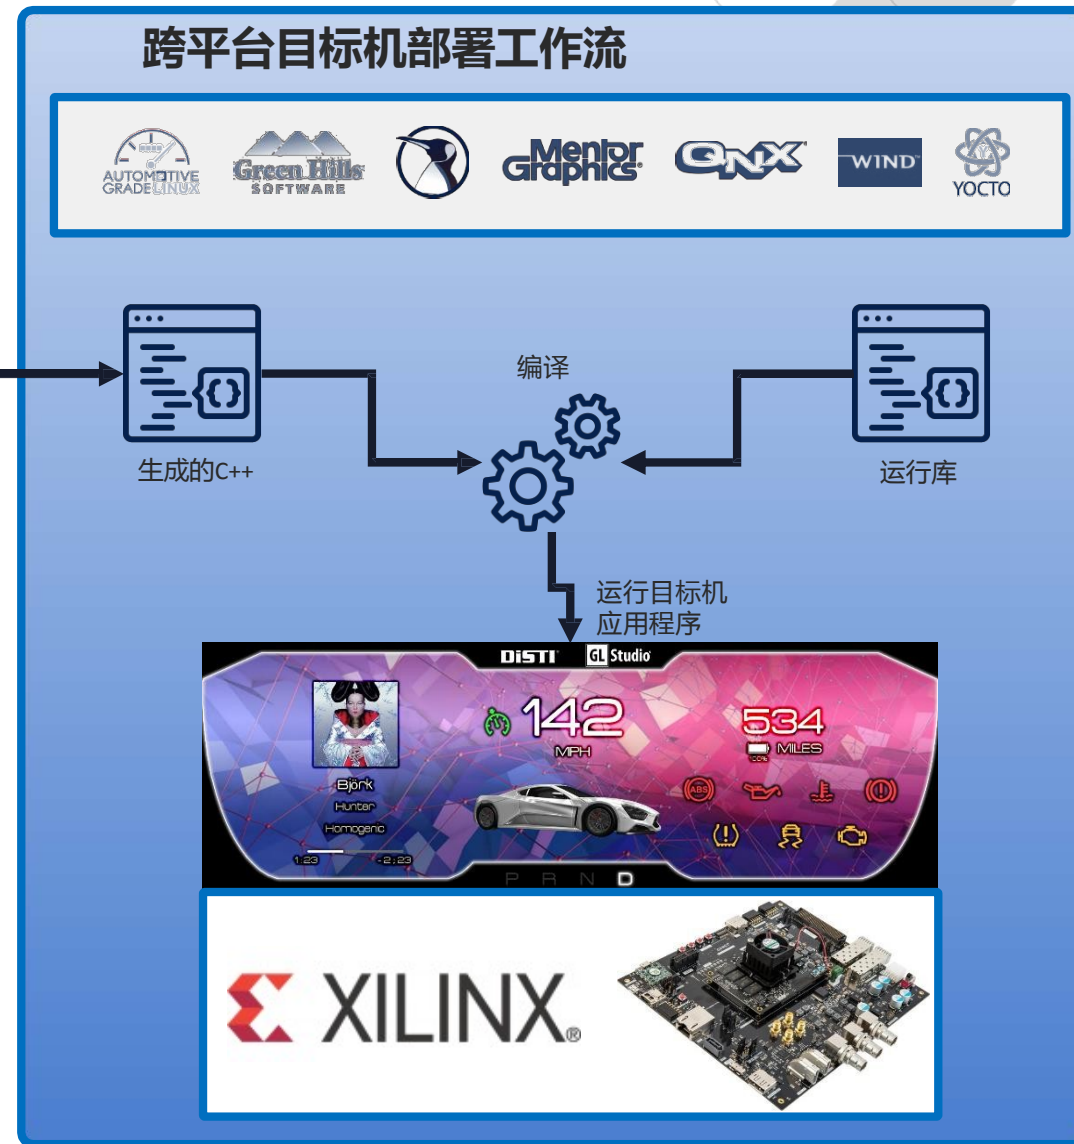 跨平台目标机部署工作流
AUTOMOTIVE
GRADE LINUX
Green Hills
SOFTWARE
Mentor
Graphics
QNX
WIND
YOCTO
编译
生成的C++
运行库
运行目标机
应用程序
DiSTI GL Studio
142
MPH
534
MILES
Björk
Hunter
Homogenic
1:23 -2:23
ABS
P R N D
XILINX®